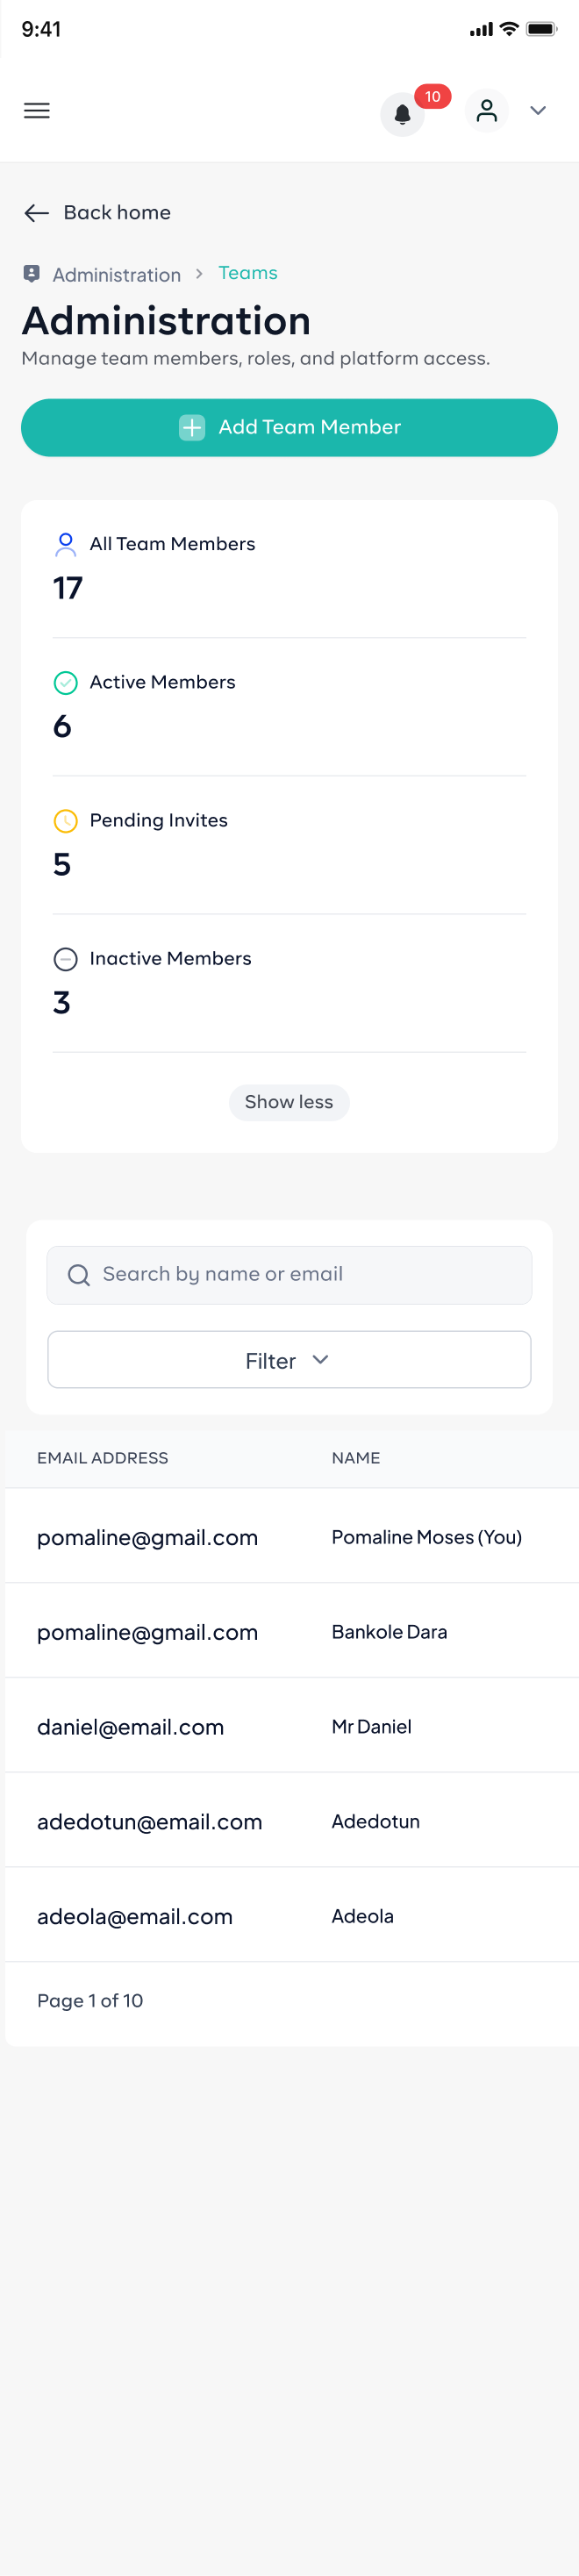 9:41
10
Back home
Administration > Teams
Administration
Manage team members, roles, and platform access.
Add Team Member
All Team Members
17
Active Members
6
Pending Invites
5
Inactive Members
3
Show less
Search by name or email
Filter
EMAIL ADDRESS NAME
pomaline@gmail.com Pomaline Moses (You)
pomaline@gmail.com Bankole Dara
daniel@email.com Mr Daniel
adedotun@email.com Adedotun
adeola@email.com Adeola
Page 1 of 10